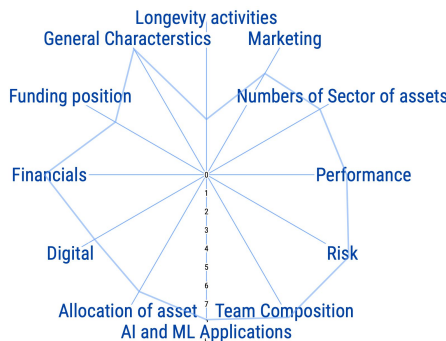 Longevity activities
General Characterstics
Marketing
Funding position
Numbers of Sector of assets
Financials
0
Performance
1
2
3
4
Digital
Risk
5
6
7
Allocation of asset
Team Composition
AI and ML Applications